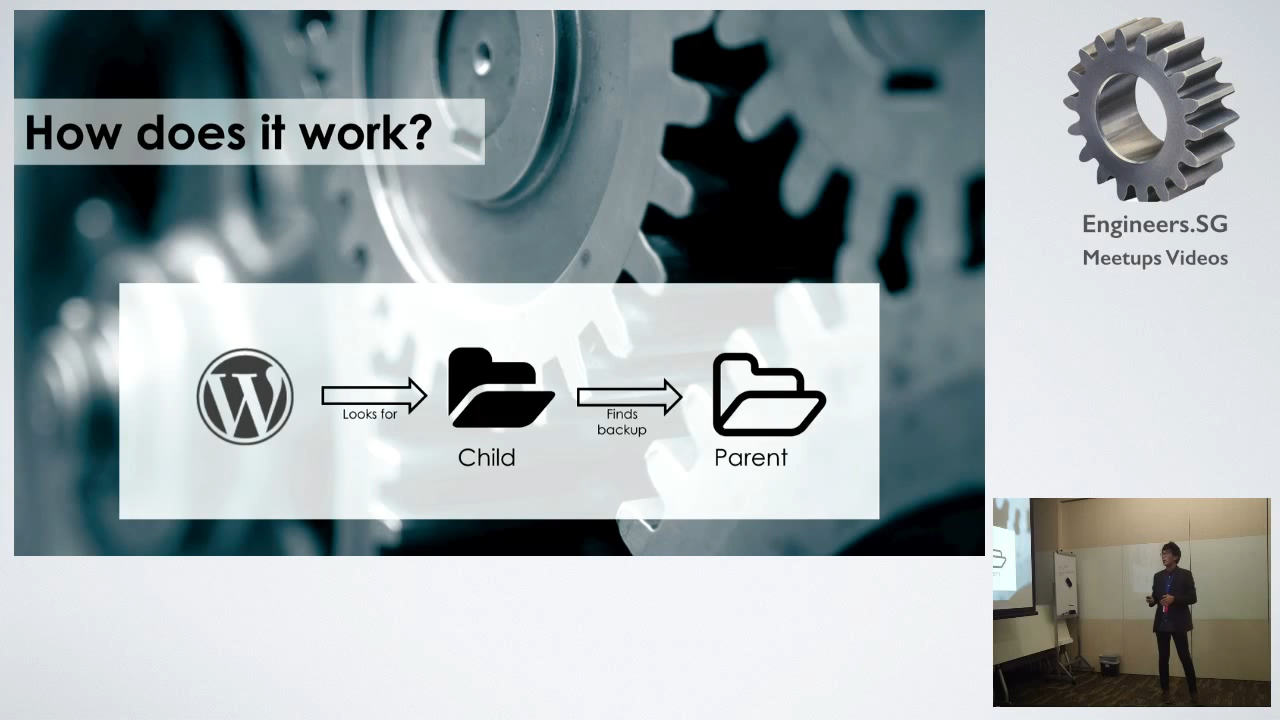 How does it work?
Looks for
Finds
backup
Child
Parent
Engineers.SG
Meetups Videos